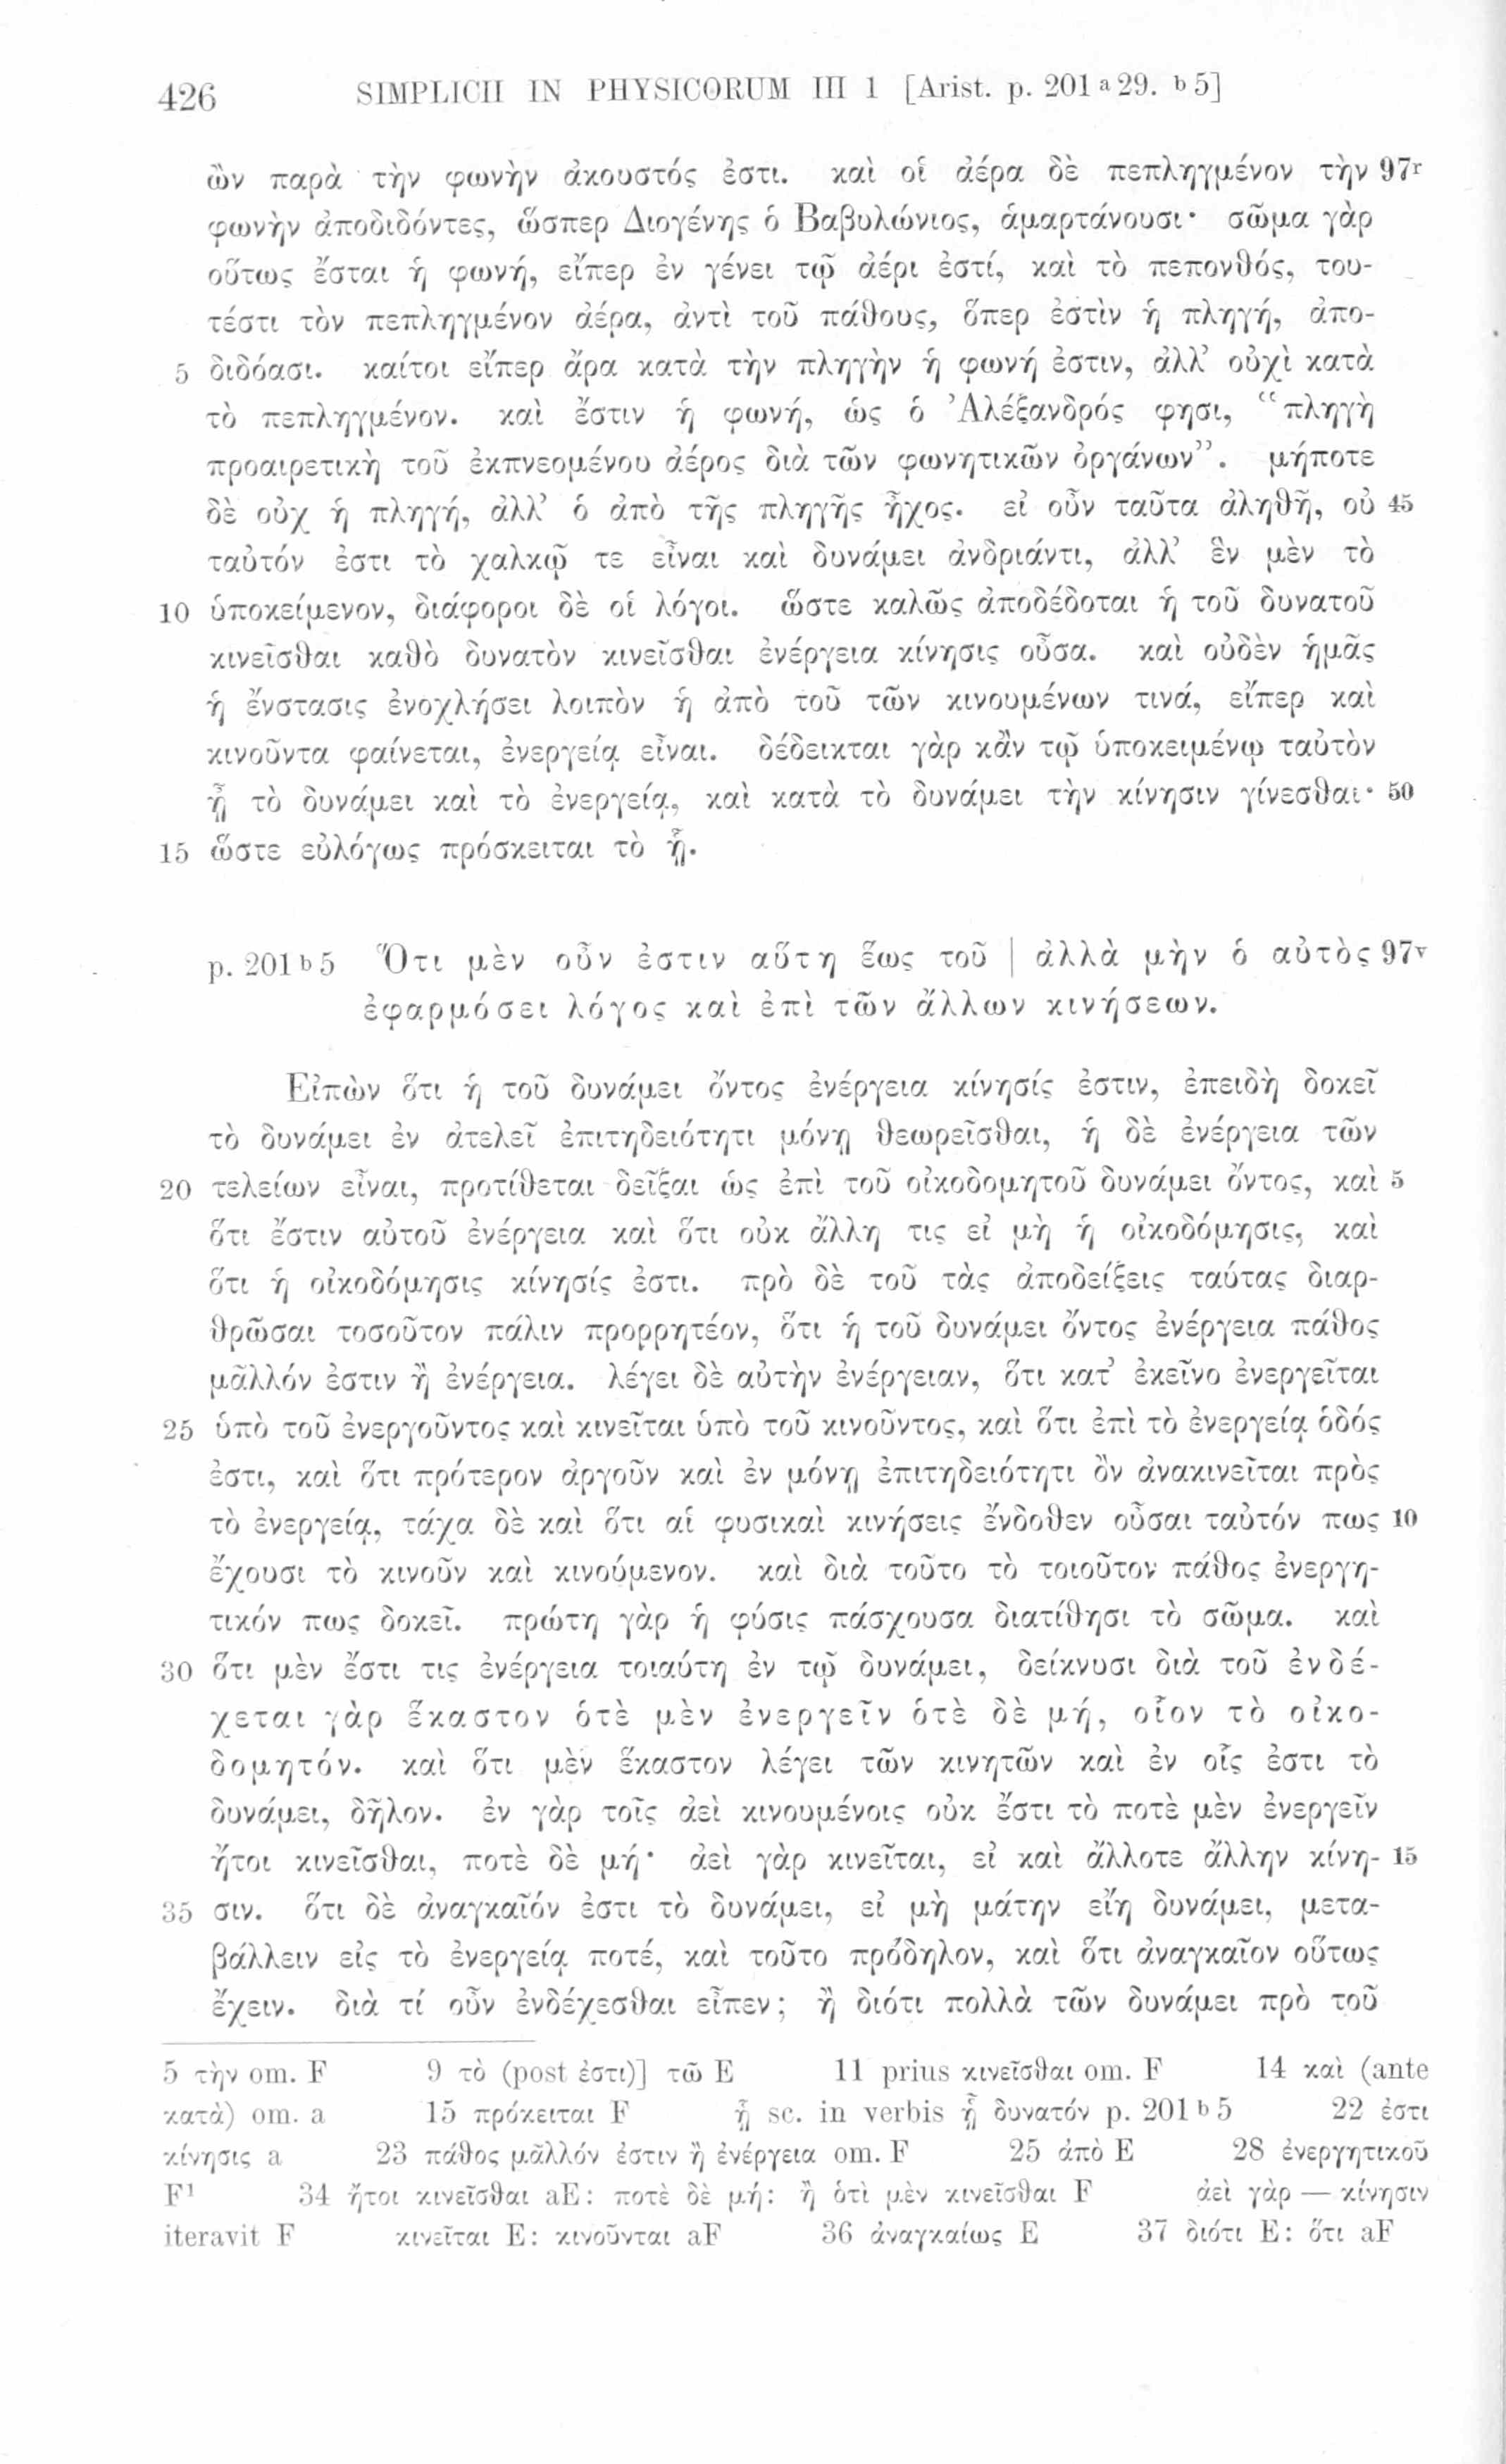 426 SIMPLICII IN PHYSICORUM III 1 [Arist. p. 201 a 29. b 5]
ὢν παρὰ τὴν φωνὴν ἀκουστός ἐστι. καὶ οἱ ἀέρα δὲ πεπληγμένον τὴν 97r
φωνὴν ἀποδιδόντες, ὥσπερ Διογένης ὁ Βαβυλώνιος, ἁμαρτάνουσι· σῶμα γὰρ
οὕτως ἔσται ἡ φωνή, εἴπερ ἐν γένει τῷ ἀέρι ἐστί, καὶ τὸ πεπονθός, του-
τέστι τὸν πεπληγμένον ἀέρα, ἀντὶ τοῦ πάθους, ὅπερ ἐστὶν ἡ πληγή, ἀπο-
5 διδόασι. καίτοι εἴπερ ἄρα κατὰ τὴν πληγὴν ἡ φωνή ἐστιν, ἀλλ’ οὐχὶ κατὰ
τὸ πεπληγμένον. καὶ ἔστιν ἡ φωνή, ὡς ὁ Ἀλέξανδρός φησι, “πληγὴ
προαιρετικὴ τοῦ ἐκπνεομένου ἀέρος διὰ τῶν φωνητικῶν ὀργάνων”. μήποτε
δὲ οὐχ ἡ πληγή, ἀλλ’ ὁ ἀπὸ τῆς πληγῆς ἦχος. εἰ οὖν ταῦτα ἀληθῆ, οὐ 45
ταὐτόν ἐστι τὸ χαλκῷ τε εἶναι καὶ δυνάμει ἀνδριάντι, ἀλλ’ ἓν μὲν τὸ
10 ὑποκείμενον, διάφοροι δὲ οἱ λόγοι. ὥστε καλῶς ἀποδέδοται ἡ τοῦ δυνατοῦ
κινεῖσθαι καθὸ δυνατὸν κινεῖσθαι ἐνέργεια κίνησις οὖσα. καὶ οὐδὲν ἡμᾶς
ἡ ἔνστασις ἐνοχλήσει λοιπὸν ἡ ἀπὸ τοῦ τῶν κινουμένων τινά, εἴπερ καὶ
κινοῦντα φαίνεται, ἐνεργείᾳ εἶναι. δέδεικται γὰρ κἂν τῷ ὑποκειμένῳ ταὐτὸν
ᾖ τὸ δυνάμει καὶ τὸ ἐνεργείᾳ, καὶ κατὰ τὸ δυνάμει τὴν κίνησιν γίνεσθαι· 50
15 ὥστε εὐλόγως πρόσκειται τὸ ᾗ.
p. 201 b 5 Ὅτι μὲν οὖν ἐστιν αὕτη ἕως τοῦ | ἀλλὰ μὴν ὁ αὐτὸς 97v
ἐφαρμόσει λόγος καὶ ἐπὶ τῶν ἄλλων κινήσεων.
Εἰπὼν ὅτι ἡ τοῦ δυνάμει ὄντος ἐνέργεια κίνησίς ἐστιν, ἐπειδὴ δοκεῖ
τὸ δυνάμει ἐν ἀτελεῖ ἐπιτηδειότητι μόνῃ θεωρεῖσθαι, ἡ δὲ ἐνέργεια τῶν
20 τελείων εἶναι, προτίθεται δεῖξαι ὡς ἐπὶ τοῦ οἰκοδομητοῦ δυνάμει ὄντος, καὶ 5
ὅτι ἔστιν αὐτοῦ ἐνέργεια καὶ ὅτι οὐκ ἄλλη τις εἰ μὴ ἡ οἰκοδόμησις, καὶ
ὅτι ἡ οἰκοδόμησις κίνησίς ἐστι. πρὸ δὲ τοῦ τὰς ἀποδείξεις ταύτας διαρ-
θρῶσαι τοσοῦτον πάλιν προρρητέον, ὅτι ἡ τοῦ δυνάμει ὄντος ἐνέργεια πάθος
μᾶλλόν ἐστιν ἢ ἐνέργεια. λέγει δὲ αὐτὴν ἐνέργειαν, ὅτι κατ’ ἐκεῖνο ἐνεργεῖται
25 ὑπὸ τοῦ ἐνεργοῦντος καὶ κινεῖται ὑπὸ τοῦ κινοῦντος, καὶ ὅτι ἐπὶ τὸ ἐνεργείᾳ ὁδός
ἐστι, καὶ ὅτι πρότερον ἀργοῦν καὶ ἐν μόνῃ ἐπιτηδειότητι ὂν ἀνακινεῖται πρὸς
τὸ ἐνεργείᾳ, τάχα δὲ καὶ ὅτι αἱ φυσικαὶ κινήσεις ἔνδοθεν οὖσαι ταὐτόν πως 10
ἔχουσι τὸ κινοῦν καὶ κινούμενον. καὶ διὰ τοῦτο τὸ τοιοῦτον πάθος ἐνεργη-
τικόν πως δοκεῖ. πρώτη γὰρ ἡ φύσις πάσχουσα διατίθησι τὸ σῶμα. καὶ
30 ὅτι μὲν ἔστι τις ἐνέργεια τοιαύτη ἐν τῷ δυνάμει, δείκνυσι διὰ τοῦ ἐνδέ-
χεται γὰρ ἕκαστον ὁτὲ μὲν ἐνεργεῖν ὁτὲ δὲ μή, οἷον τὸ οἰκο-
δομητόν. καὶ ὅτι μὲν ἕκαστον λέγει τῶν κινητῶν καὶ ἐν οἷς ἐστι τὸ
δυνάμει, δῆλον. ἐν γὰρ τοῖς ἀεὶ κινουμένοις οὐκ ἔστι τὸ ποτὲ μὲν ἐνεργεῖν
ἤτοι κινεῖσθαι, ποτὲ δὲ μή· ἀεὶ γὰρ κινεῖται, εἰ καὶ ἄλλοτε ἄλλην κίνη- 15
35 σιν. ὅτι δὲ ἀναγκαῖόν ἐστι τὸ δυνάμει, εἰ μὴ μάτην εἴη δυνάμει, μετα-
βάλλειν εἰς τὸ ἐνεργείᾳ ποτέ, καὶ τοῦτο πρόδηλον, καὶ ὅτι ἀναγκαῖον οὕτως
ἔχειν. διὰ τί οὖν ἐνδέχεσθαι εἶπεν; ἢ διότι πολλὰ τῶν δυνάμει πρὸ τοῦ
5 τὴν om. F 9 τὸ (post ἐστι)] τῶ E 11 prius κινεῖσθαι om. F 14 καὶ (ante
κατὰ) om. a 15 πρόκειται F ᾗ sc. in verbis ᾗ δυνατόν p. 201 b 5 22 ἐστι
κίνησις a 23 πάθος μᾶλλόν ἐστιν ἢ ἐνέργεια om. F 25 ἀπὸ E 28 ἐνεργητικοῦ
F¹ 34 ἤτοι κινεῖσθαι aE: ποτὲ δὲ μή: ἢ ὁτὶ μὲν κινεῖσθαι F ἀεὶ γὰρ — κίνησιν
iteravit F κινεῖται E: κινοῦνται aF 36 ἀναγκαίως E 37 διότι E: ὅτι aF